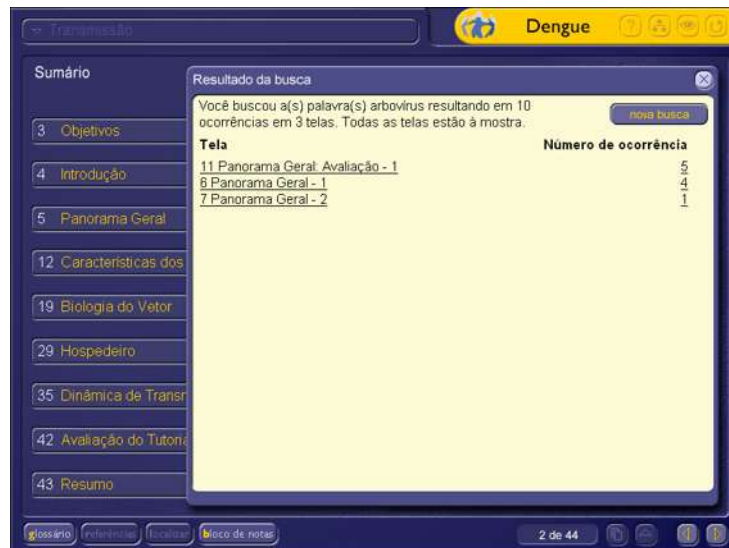 Transmissão
Dengue
Sumário
3 Objetivos
4 Introdução
5 Panorama Geral
12 Características dos
19 Biologia do Vetor
29 Hospedeiro
35 Dinâmica de Transr
42 Avaliação do Tutoria
43 Resumo
Resultado da busca
Você buscou a(s) palavra(s) arbovírus resultando em 10
ocorrências em 3 telas. Todas as telas estão à mostra.
nova busca
Tela Número de ocorrência
11 Panorama Geral: Avaliação - 1 5
6 Panorama Geral - 1 4
7 Panorama Geral - 2 1
glossário referências localizar bloco de notas 2 de 44